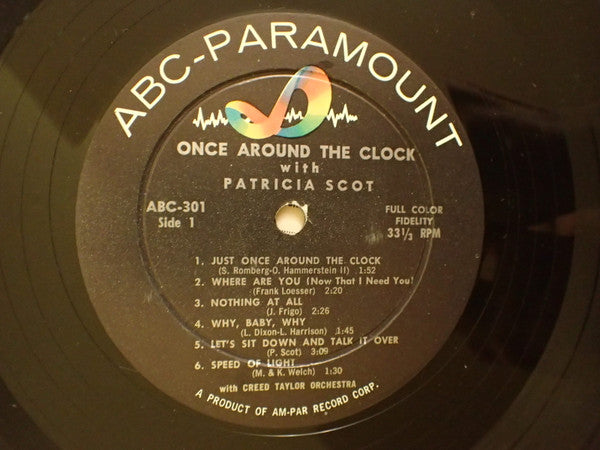 ABC-PARAMOUNT
ONCE AROUND THE CLOCK
with
PATRICIA SCOT
ABC-301
Side 1
FULL COLOR
FIDELITY
33 1/3 RPM
1. JUST ONCE AROUND THE CLOCK
(S. Romberg-O. Hammerstein II) 1:52
2. WHERE ARE YOU (Now That I Need You)
(Frank Loesser) 2:20
3. NOTHING AT ALL
(J. Frigo) 2:26
4. WHY, BABY, WHY
(L. Dixon-L. Harrison) 1:45
5. LET'S SIT DOWN AND TALK IT OVER
(P. Scot) 3:09
6. SPEED OF LIGHT
(M. & K. Welch) 1:30
with CREED TAYLOR ORCHESTRA
A PRODUCT OF AM-PAR RECORD CORP.